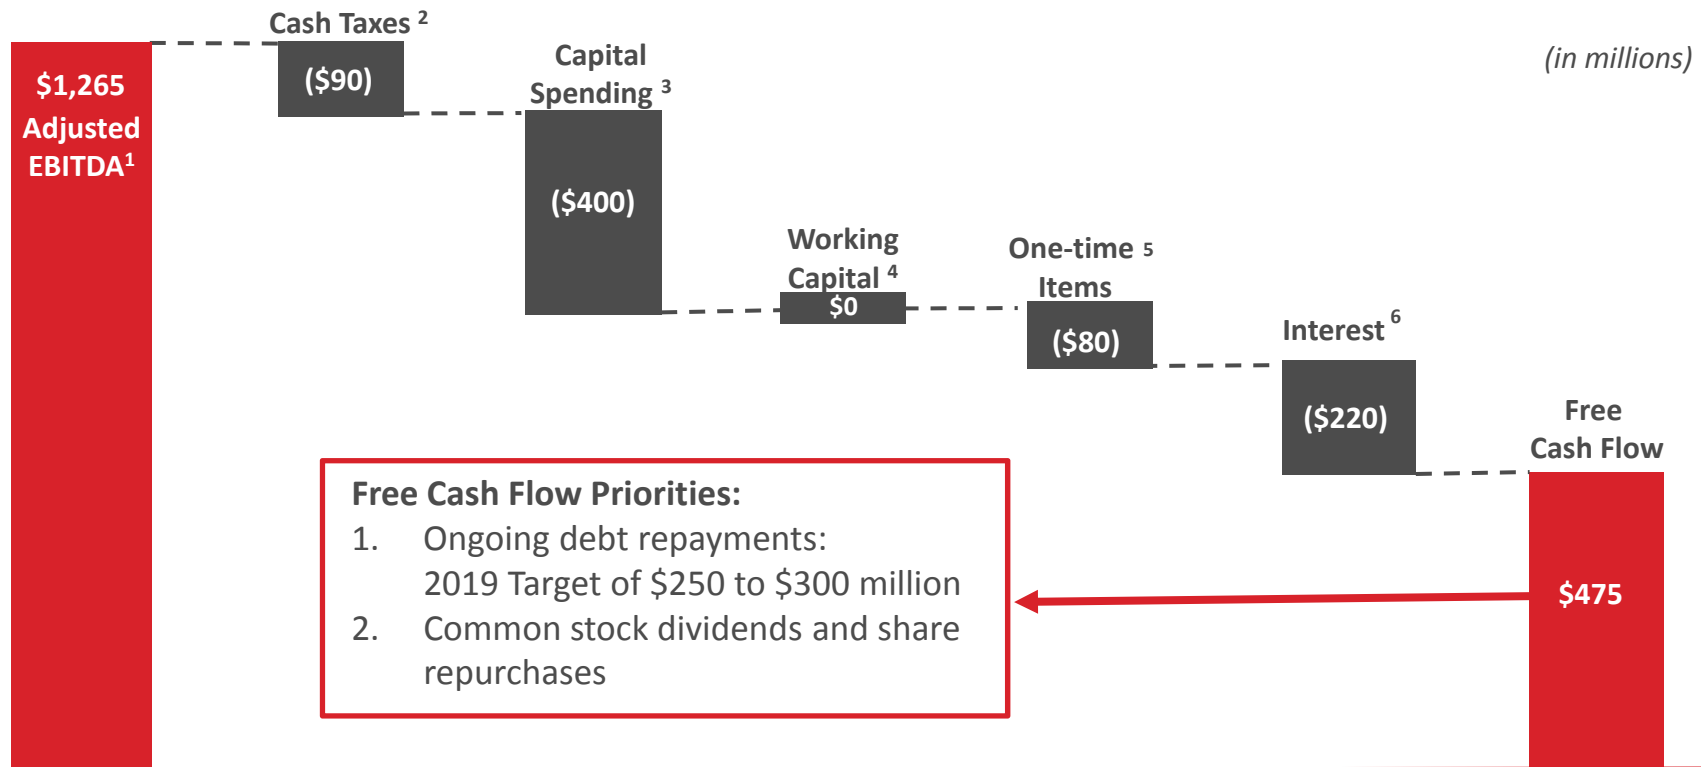 Cash Taxes 2
(in millions)
$1,265
Adjusted
EBITDA1
($90)
Capital
Spending 3
($400)
Working
Capital 4
$0
One-time 5
Items
($80)
Interest 6
($220)
Free
Cash Flow
$475
Free Cash Flow Priorities:
1. Ongoing debt repayments:
2019 Target of $250 to $300 million
2. Common stock dividends and share
repurchases